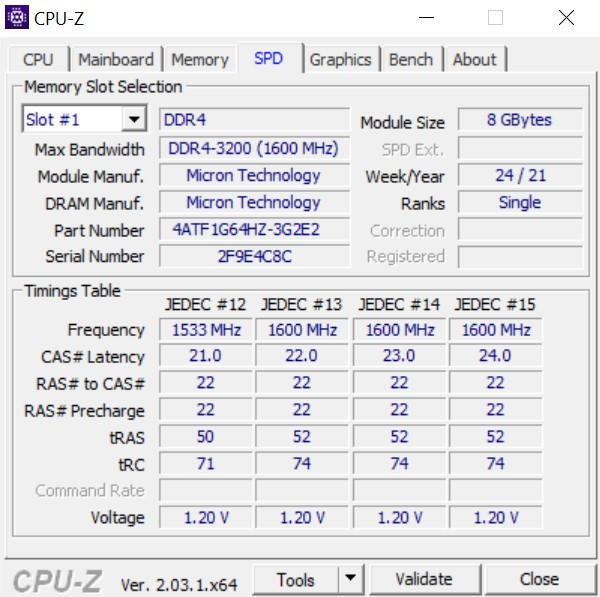 CPU-Z
CPU Mainboard Memory SPD Graphics Bench About
Memory Slot Selection
Slot #1 DDR4 Module Size 8 GBytes
Max Bandwidth DDR4-3200 (1600 MHz) SPD Ext.
Module Manuf. Micron Technology Week/Year 24 / 21
DRAM Manuf. Micron Technology Ranks Single
Part Number 4ATF1G64HZ-3G2E2 Correction
Serial Number 2F9E4C8C Registered
Timings Table
JEDEC #12 JEDEC #13 JEDEC #14 JEDEC #15
Frequency 1533 MHz 1600 MHz 1600 MHz 1600 MHz
CAS# Latency 21.0 22.0 23.0 24.0
RAS# to CAS# 22 22 22 22
RAS# Precharge 22 22 22 22
tRAS 50 52 52 52
tRC 71 74 74 74
Command Rate
Voltage 1.20 V 1.20 V 1.20 V 1.20 V
CPU-Z Ver. 2.03.1.x64 Tools Validate Close